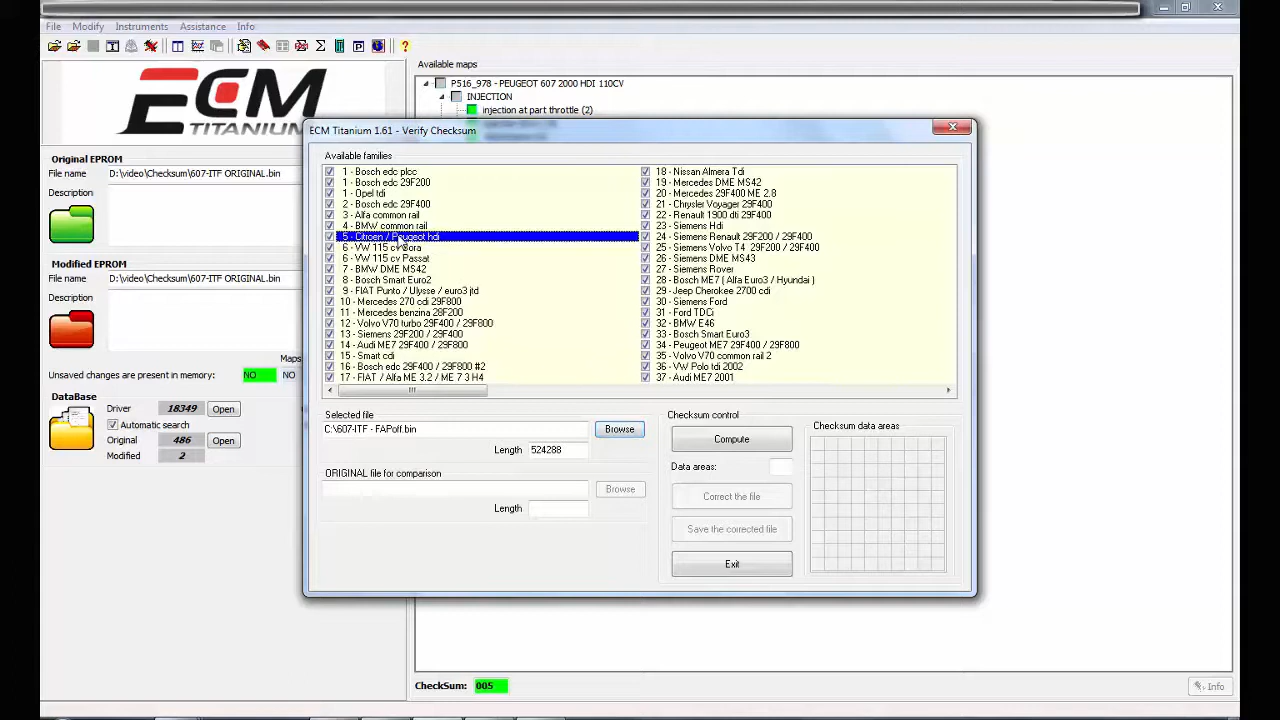 File Modify Instruments Assistance Info
ECM
TITANIUM
Available maps
P516_978 - PEUGEOT 607 2000 HDI 110CV
INJECTION
injection at part throttle (2)
Original EPROM
File name D:\video\Checksum\607-ITF ORIGINAL.bin
Description
Modified EPROM
File name D:\video\Checksum\607-ITF ORIGINAL.bin
Description
Maps
Unsaved changes are present in memory: NO NO
DataBase
Driver 18349 Open
Automatic search
Original 486 Open
Modified 2
ECM Titanium 1.61 - Verify Checksum
Available families
1 - Bosch edc plcc
1 - Bosch edc 29F200
1 - Opel tdi
2 - Bosch edc 29F400
3 - Alfa common rail
4 - BMW common rail
5 - Citroen / Peugeot hdi
6 - VW 115 cv Bora
6 - VW 115 cv Passat
7 - BMW DME MS42
8 - Bosch Smart Euro2
9 - FIAT Punto / Ulysse / euro3 jtd
10 - Mercedes 270 cdi 29F800
11 - Mercedes benzina 28F200
12 - Volvo V70 turbo 29F400 / 29F800
13 - Siemens 29F200 / 29F400
14 - Audi ME7 29F400 / 29F800
15 - Smart cdi
16 - Bosch edc 29F400 / 29F800 #2
17 - FIAT / Alfa ME 3.2 / ME 7 3 H4
18 - Nissan Almera Tdi
19 - Mercedes DME MS42
20 - Mercedes 29F400 ME 2.8
21 - Chrysler Voyager 29F400
22 - Renault 1900 dti 29F400
23 - Siemens Hdi
24 - Siemens Renault 29F200 / 29F400
25 - Siemens Volvo T4 29F200 / 29F400
26 - Siemens DME MS43
27 - Siemens Rover
28 - Bosch ME7 ( Alfa Euro3 / Hyundai )
29 - Jeep Cherokee 2700 cdi
30 - Siemens Ford
31 - Ford TDCi
32 - BMW E46
33 - Bosch Smart Euro3
34 - Peugeot ME7 29F400 / 29F800
35 - Volvo V70 common rail 2
36 - VW Polo tdi 2002
37 - Audi ME7 2001
Selected file
C:\607-ITF - FAPoff.bin Browse
Length 524288
ORIGINAL file for comparison
Browse
Length
Checksum control
Compute
Data areas:
Correct the file
Save the corrected file
Exit
Checksum data areas
CheckSum: 005
Info